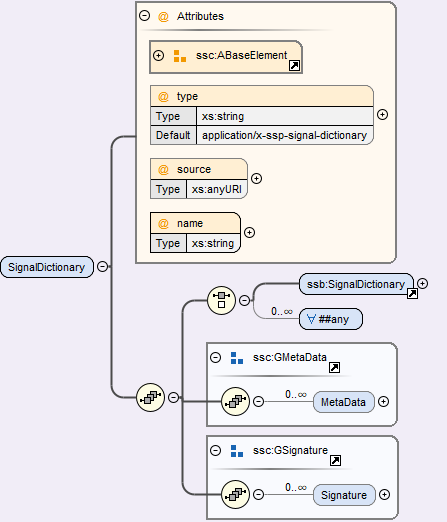 @ Attributes
ssc:ABaseElement
@ type
Type xs:string
Default application/x-ssp-signal-dictionary
@ source
Type xs:anyURI
@ name
Type xs:string
SignalDictionary
ssb:SignalDictionary
0..∞
∀ ##any
ssc:GMetaData
0..∞
MetaData
ssc:GSignature
0..∞
Signature